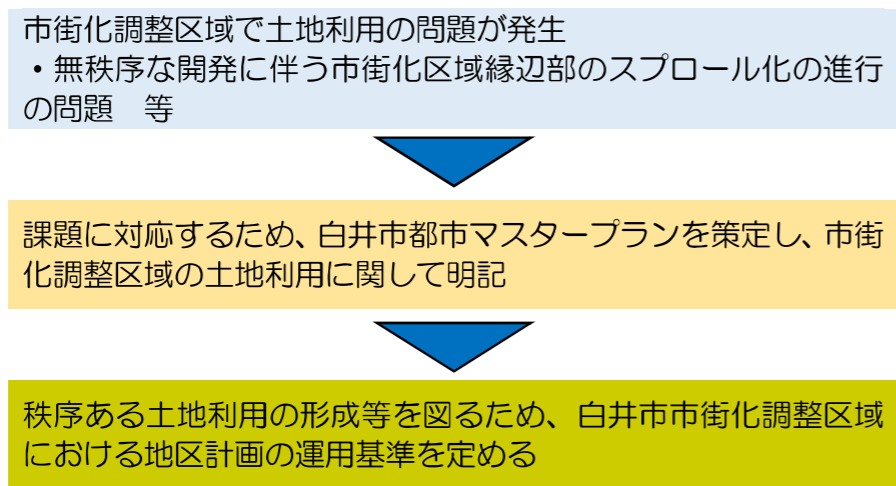 市街化調整区域で土地利用の問題が発生
・無秩序な開発に伴う市街化区域縁辺部のスプロール化の進行
の問題　等
課題に対応するため、白井市都市マスタープランを策定し、市街
化調整区域の土地利用に関して明記
秩序ある土地利用の形成等を図るため、白井市市街化調整区域
における地区計画の運用基準を定める